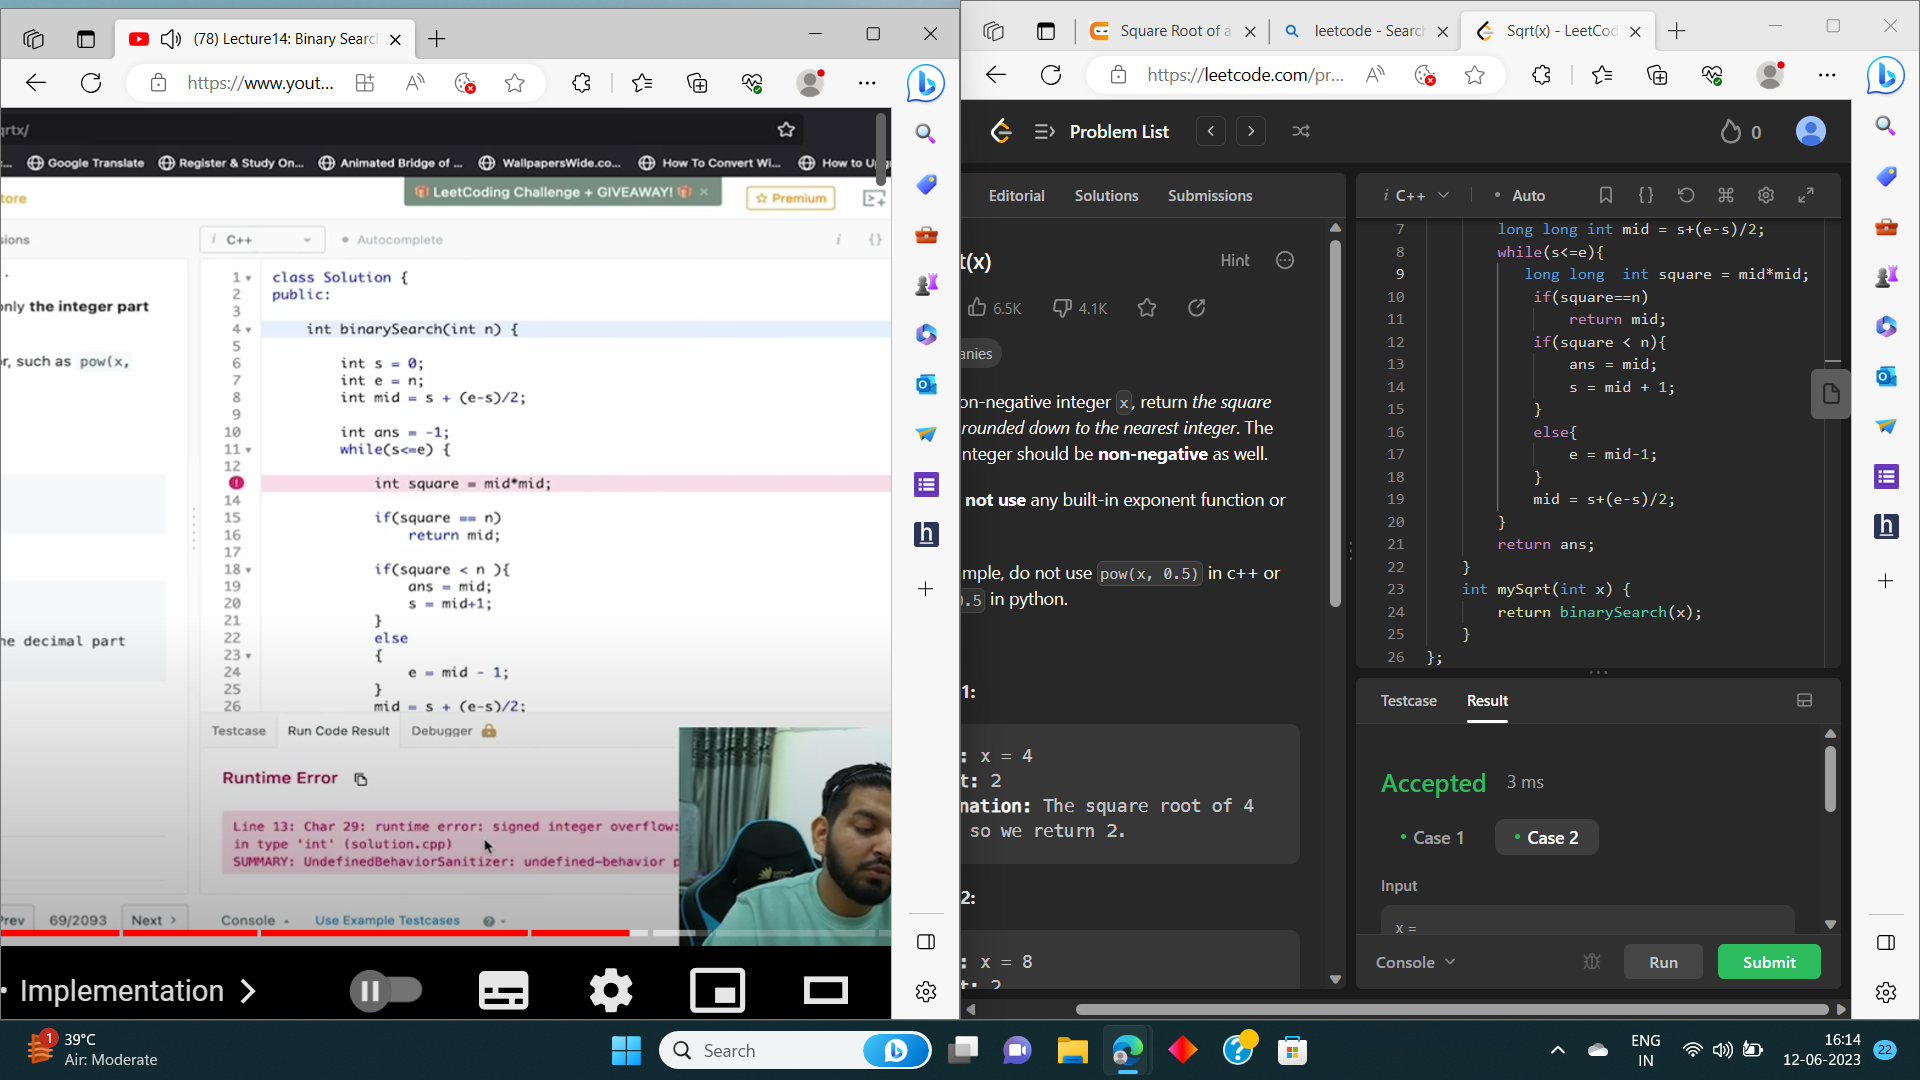 (78) Lecture14: Binary Searc
https://www.yout...
qrtx/
Google Translate
Register & Study On...
Animated Bridge of ...
WallpapersWide.co...
How To Convert Wi...
How to Upg
LeetCoding Challenge + GIVEAWAY!
Premium
tore
sions
C++
Autocomplete
only the integer part
or, such as pow(x,
he decimal part
1 class Solution {
2 public:
3
4 int binarySearch(int n) {
5
6 int s = 0;
7 int e = n;
8 int mid = s + (e-s)/2;
9
10 int ans = -1;
11 while(s<=e) {
12
int square = mid*mid;
14
15 if(square == n)
16 return mid;
17
18 if(square < n ){
19 ans = mid;
20 s = mid+1;
21 }
22 else
23 {
24 e = mid - 1;
25 }
26 mid = s + (e-s)/2;
Testcase
Run Code Result
Debugger
Runtime Error
Line 13: Char 29: runtime error: signed integer overflow:
in type 'int' (solution.cpp)
SUMMARY: UndefinedBehaviorSanitizer: undefined-behavior p
Prev
69/2093
Next >
Console
Use Example Testcases
• Implementation
Square Root of a
leetcode - Search
Sqrt(x) - LeetCod
https://leetcode.com/pr...
Problem List
0
Editorial
Solutions
Submissions
t(x)
Hint
6.5K
4.1K
anies
on-negative integer x, return the square
rounded down to the nearest integer. The
nteger should be non-negative as well.
not use any built-in exponent function or
mple, do not use pow(x, 0.5) in c++ or
0.5 in python.
1:
: x = 4
t: 2
nation: The square root of 4
so we return 2.
2:
: x = 8
t: 2
i C++
• Auto
7 long long int mid = s+(e-s)/2;
8 while(s<=e){
9 long long  int square = mid*mid;
10 if(square==n)
11 return mid;
12 if(square < n){
13 ans = mid;
14 s = mid + 1;
15 }
16 else{
17 e = mid-1;
18 }
19 mid = s+(e-s)/2;
20 }
21 return ans;
22 }
23 int mySqrt(int x) {
24 return binarySearch(x);
25 }
26 };
Testcase
Result
Accepted
3 ms
• Case 1
• Case 2
Input
x =
Console
Run
Submit
1
39°C
Air: Moderate
Search
ENG
IN
16:14
12-06-2023
22